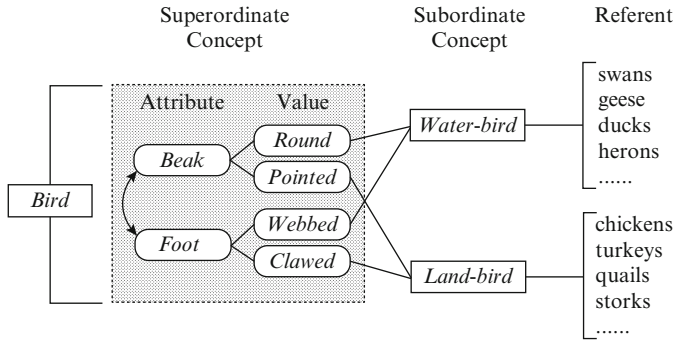 Superordinate
Concept
Subordinate
Concept
Referent
Attribute
Value
Bird
Beak
Foot
Round
Pointed
Webbed
Clawed
Water-bird
Land-bird
swans
geese
ducks
herons
......
chickens
turkeys
quails
storks
......